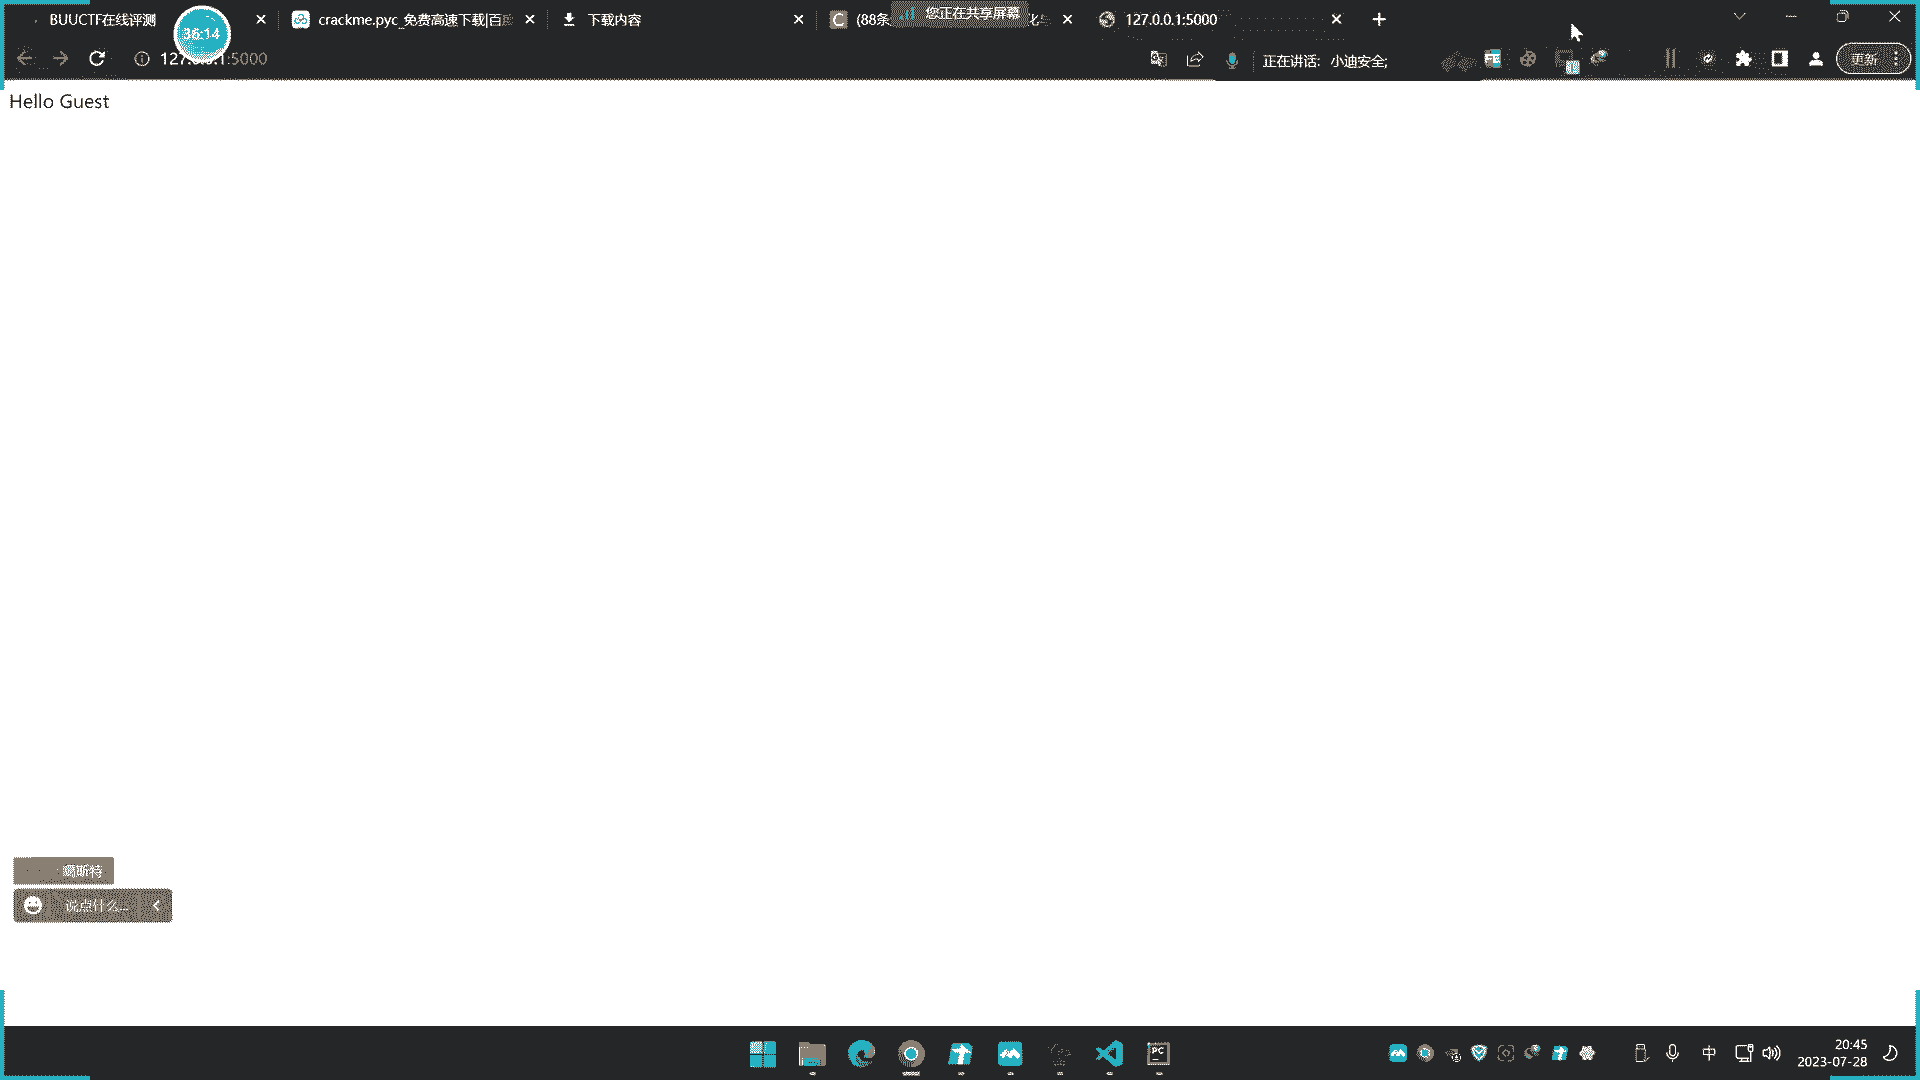 BUUCTF在线评测
crackme.pyc_免费高速下载|百度
下载内容
(88条
您正在共享屏幕
127.0.0.1:5000
36:14
127.0.0.1:5000
正在讲话: 小迪安全;
更新
Hello Guest
噶斯特
说点什么...
PC
中
20:45
2023-07-28